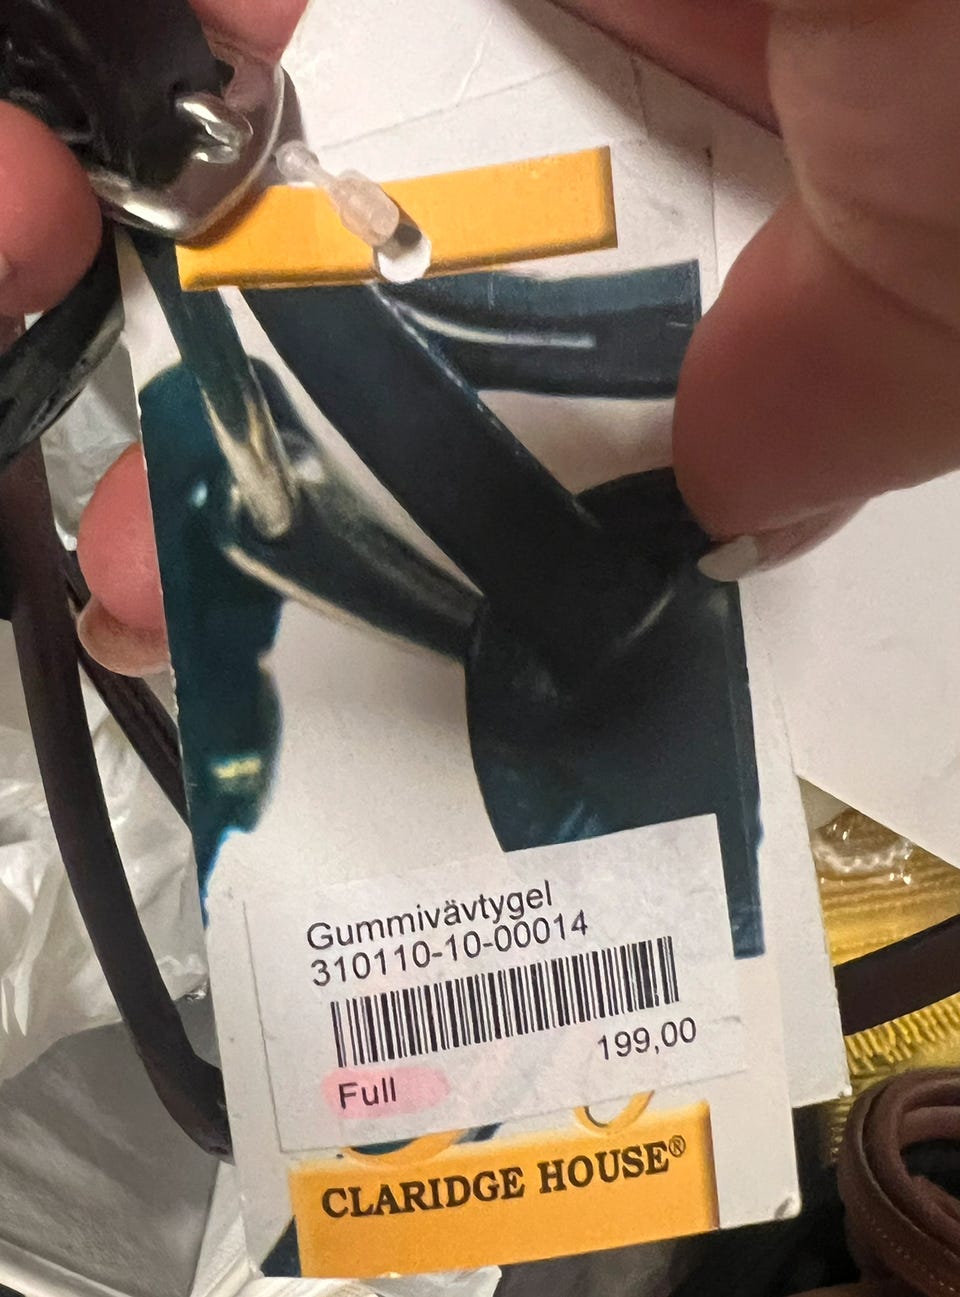 Gummivävtygel
310110-10-00014
199,00
Full
CLARIDGE HOUSE®